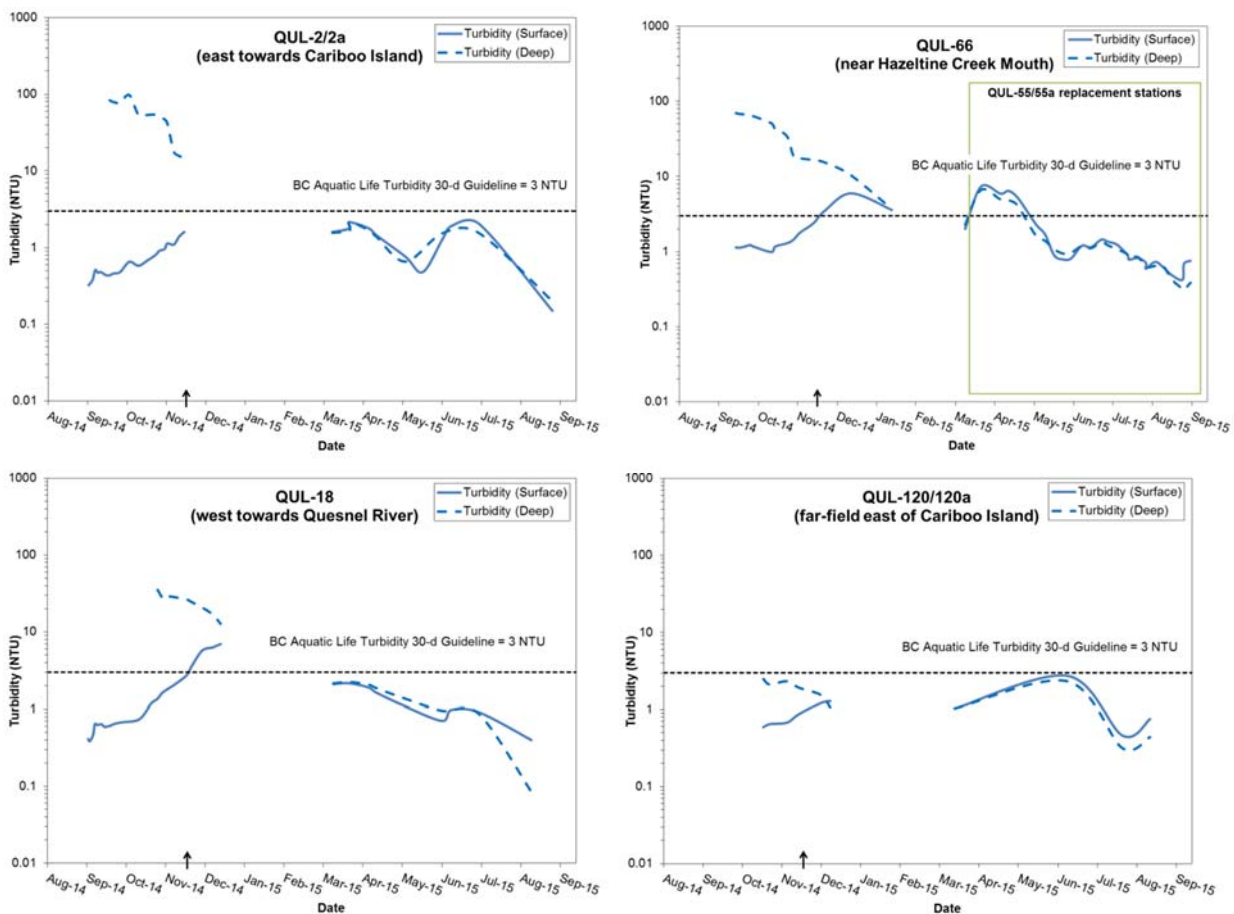 QUL-2/2a
(east towards Cariboo Island)
Turbidity (Surface)
Turbidity (Deep)
BC Aquatic Life Turbidity 30-d Guideline = 3 NTU
Turbidity (NTU)
1000
100
10
1
0.1
0.01
Aug-14
Sep-14
Oct-14
Nov-14
Dec-14
Jan-15
Feb-15
Mar-15
Apr-15
May-15
Jun-15
Jul-15
Aug-15
Sep-15
Date
QUL-66
(near Hazeltine Creek Mouth)
Turbidity (Surface)
Turbidity (Deep)
QUL-55/55a replacement stations
BC Aquatic Life Turbidity 30-d Guideline = 3 NTU
Turbidity (NTU)
1000
100
10
1
0.1
0.01
Aug-14
Sep-14
Oct-14
Nov-14
Dec-14
Jan-15
Feb-15
Mar-15
Apr-15
May-15
Jun-15
Jul-15
Aug-15
Sep-15
Date
QUL-18
(west towards Quesnel River)
Turbidity (Surface)
Turbidity (Deep)
BC Aquatic Life Turbidity 30-d Guideline = 3 NTU
Turbidity (NTU)
1000
100
10
1
0.1
0.01
Aug-14
Sep-14
Oct-14
Nov-14
Dec-14
Jan-15
Feb-15
Mar-15
Apr-15
May-15
Jun-15
Jul-15
Aug-15
Sep-15
Date
QUL-120/120a
(far-field east of Cariboo Island)
Turbidity (Surface)
Turbidity (Deep)
BC Aquatic Life Turbidity 30-d Guideline = 3 NTU
Turbidity (NTU)
1000
100
10
1
0.1
0.01
Aug-14
Sep-14
Oct-14
Nov-14
Dec-14
Jan-15
Feb-15
Mar-15
Apr-15
May-15
Jun-15
Jul-15
Aug-15
Sep-15
Date